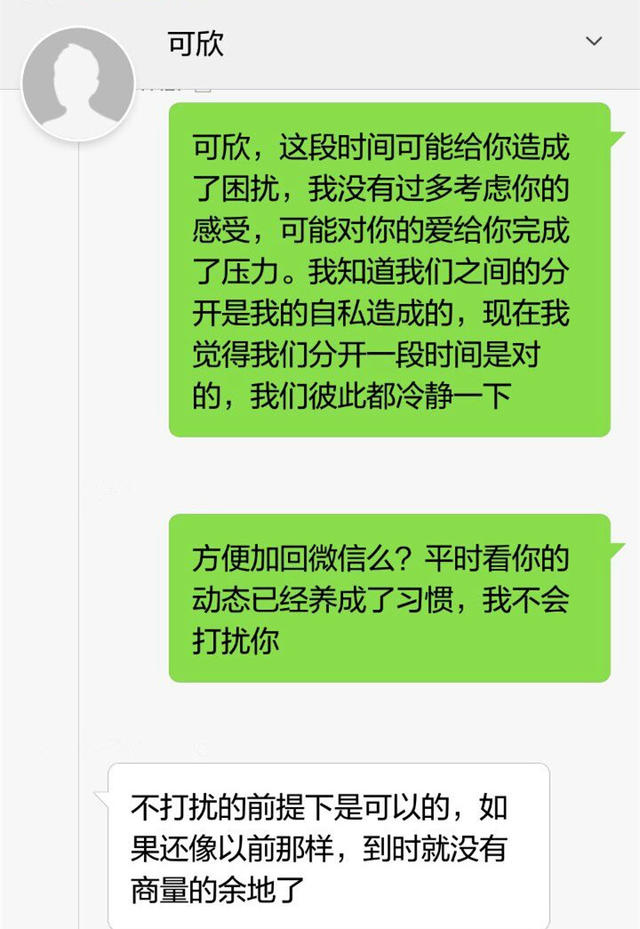 可欣
可欣，这段时间可能给你造成
了困扰，我没有过多考虑你的
感受，可能对你的爱给你完成
了压力。我知道我们之间的分
开是我的自私造成的，现在我
觉得我们分开一段时间是对
的，我们彼此都冷静一下
方便加回微信么？平时看你的
动态已经养成了习惯，我不会
打扰你
不打扰的前提下是可以的，如
果还像以前那样，到时就没有
商量的余地了